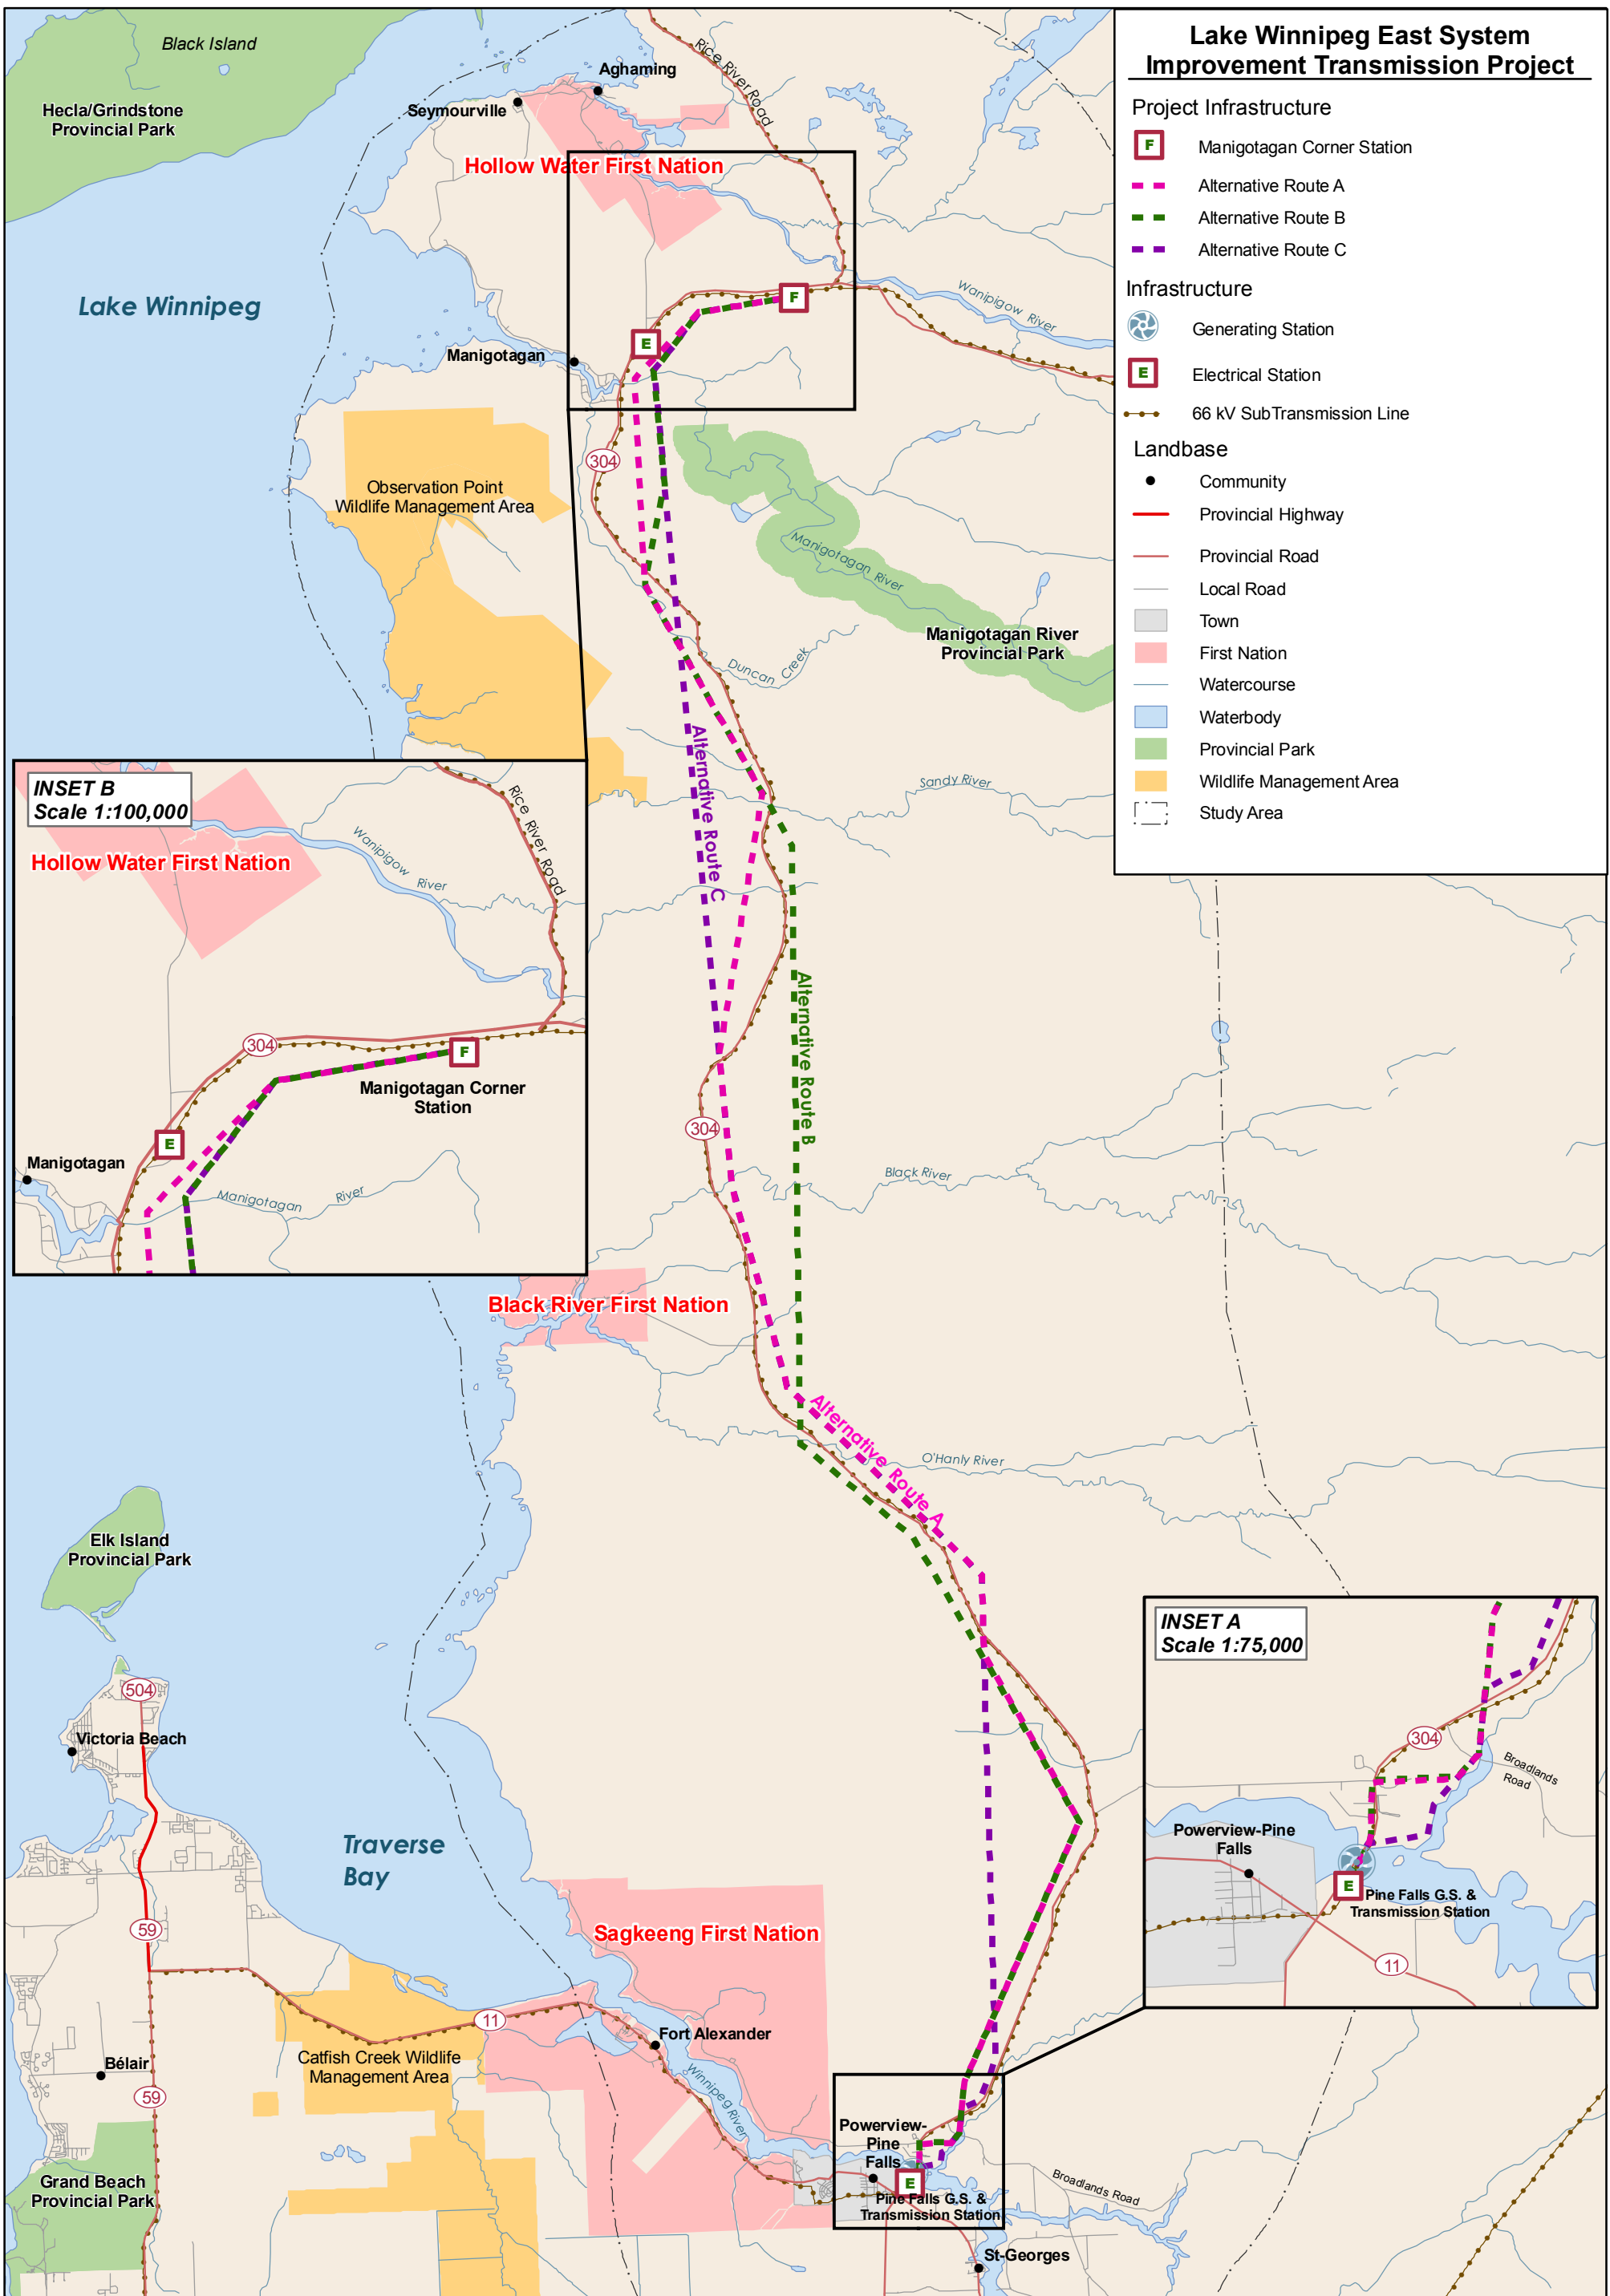 Lake Winnipeg East System
Improvement Transmission Project
Project Infrastructure
F
Manigotagan Corner Station
Alternative Route A
Alternative Route B
Alternative Route C
Infrastructure
Generating Station
E
Electrical Station
66 kV SubTransmission Line
Landbase
Community
Provincial Highway
Provincial Road
Local Road
Town
First Nation
Watercourse
Waterbody
Provincial Park
Wildlife Management Area
Study Area
Black Island
Hecla/Grindstone
Provincial Park
Aghaming
Seymourville
Rice River Road
Hollow Water First Nation
Lake Winnipeg
F
Wanipigow River
E
Manigotagan
304
Observation Point
Wildlife Management Area
Manigotagan River
Manigotagan River
Provincial Park
Duncan Creek
Alternative Route C
Sandy River
INSET B
Scale 1:100,000
Hollow Water First Nation
Rice River Road
Wanipigow
River
304
F
Manigotagan Corner
Station
E
Manigotagan
Manigotagan
River
Alternative Route B
304
Black River
Black River First Nation
Alternative Route A
O'Hanly River
Elk Island
Provincial Park
504
Victoria Beach
Traverse
Bay
59
INSET A
Scale 1:75,000
304
Broadlands
Road
Powerview-Pine
Falls
E
Pine Falls G.S. &
Transmission Station
11
Sagkeeng First Nation
11
Fort Alexander
Catfish Creek Wildlife
Management Area
Winnipeg River
Bélair
59
Grand Beach
Provincial Park
Powerview-
Pine
Falls
E
Pine Falls G.S. &
Transmission Station
Broadlands Road
St-Georges